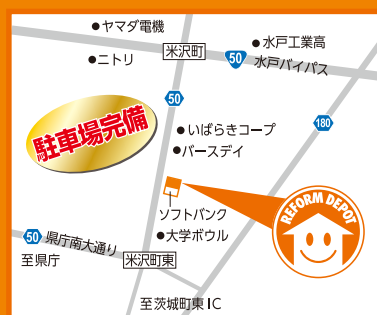 ヤマダ電機
米沢町
水戸工業高
ニトリ
50
水戸バイパス
50
駐車場完備
180
いばらきコープ
バースデイ
REFORM DEPOT
ソフトバンク
大学ボウル
50
県庁南大通り
至県庁
米沢町東
至茨城町東IC